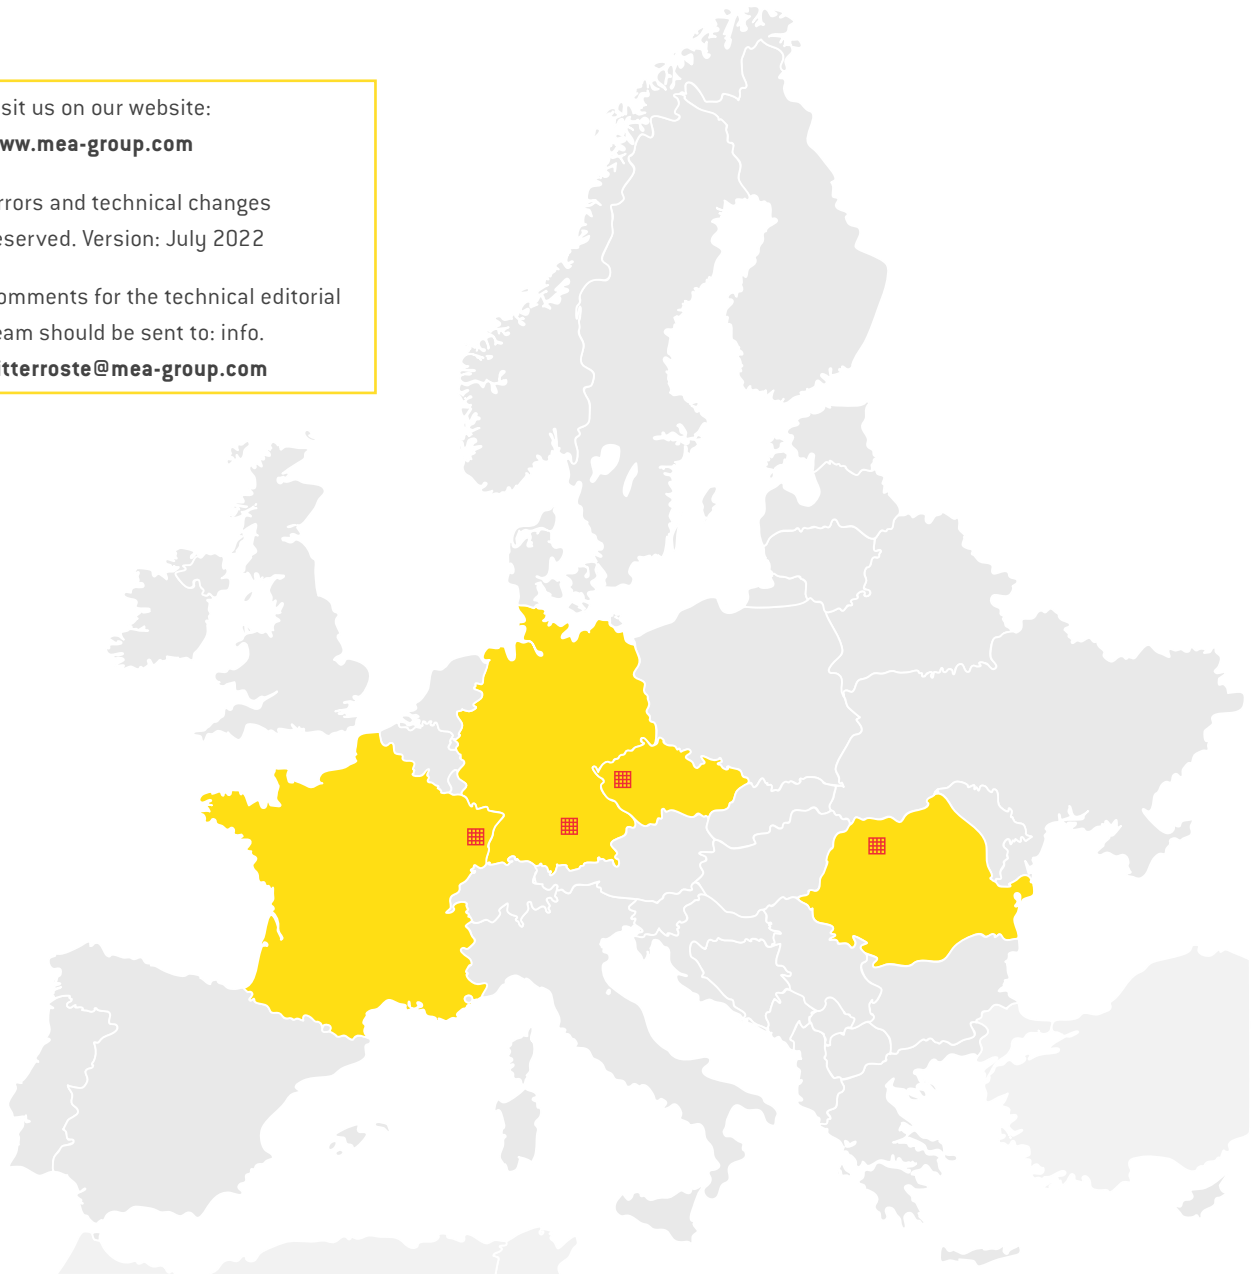 sit us on our website:
ww.mea-group.com
rrors and technical changes
eserved. Version: July 2022
omments for the technical editorial
eam should be sent to: info.
itterroste@mea-group.com